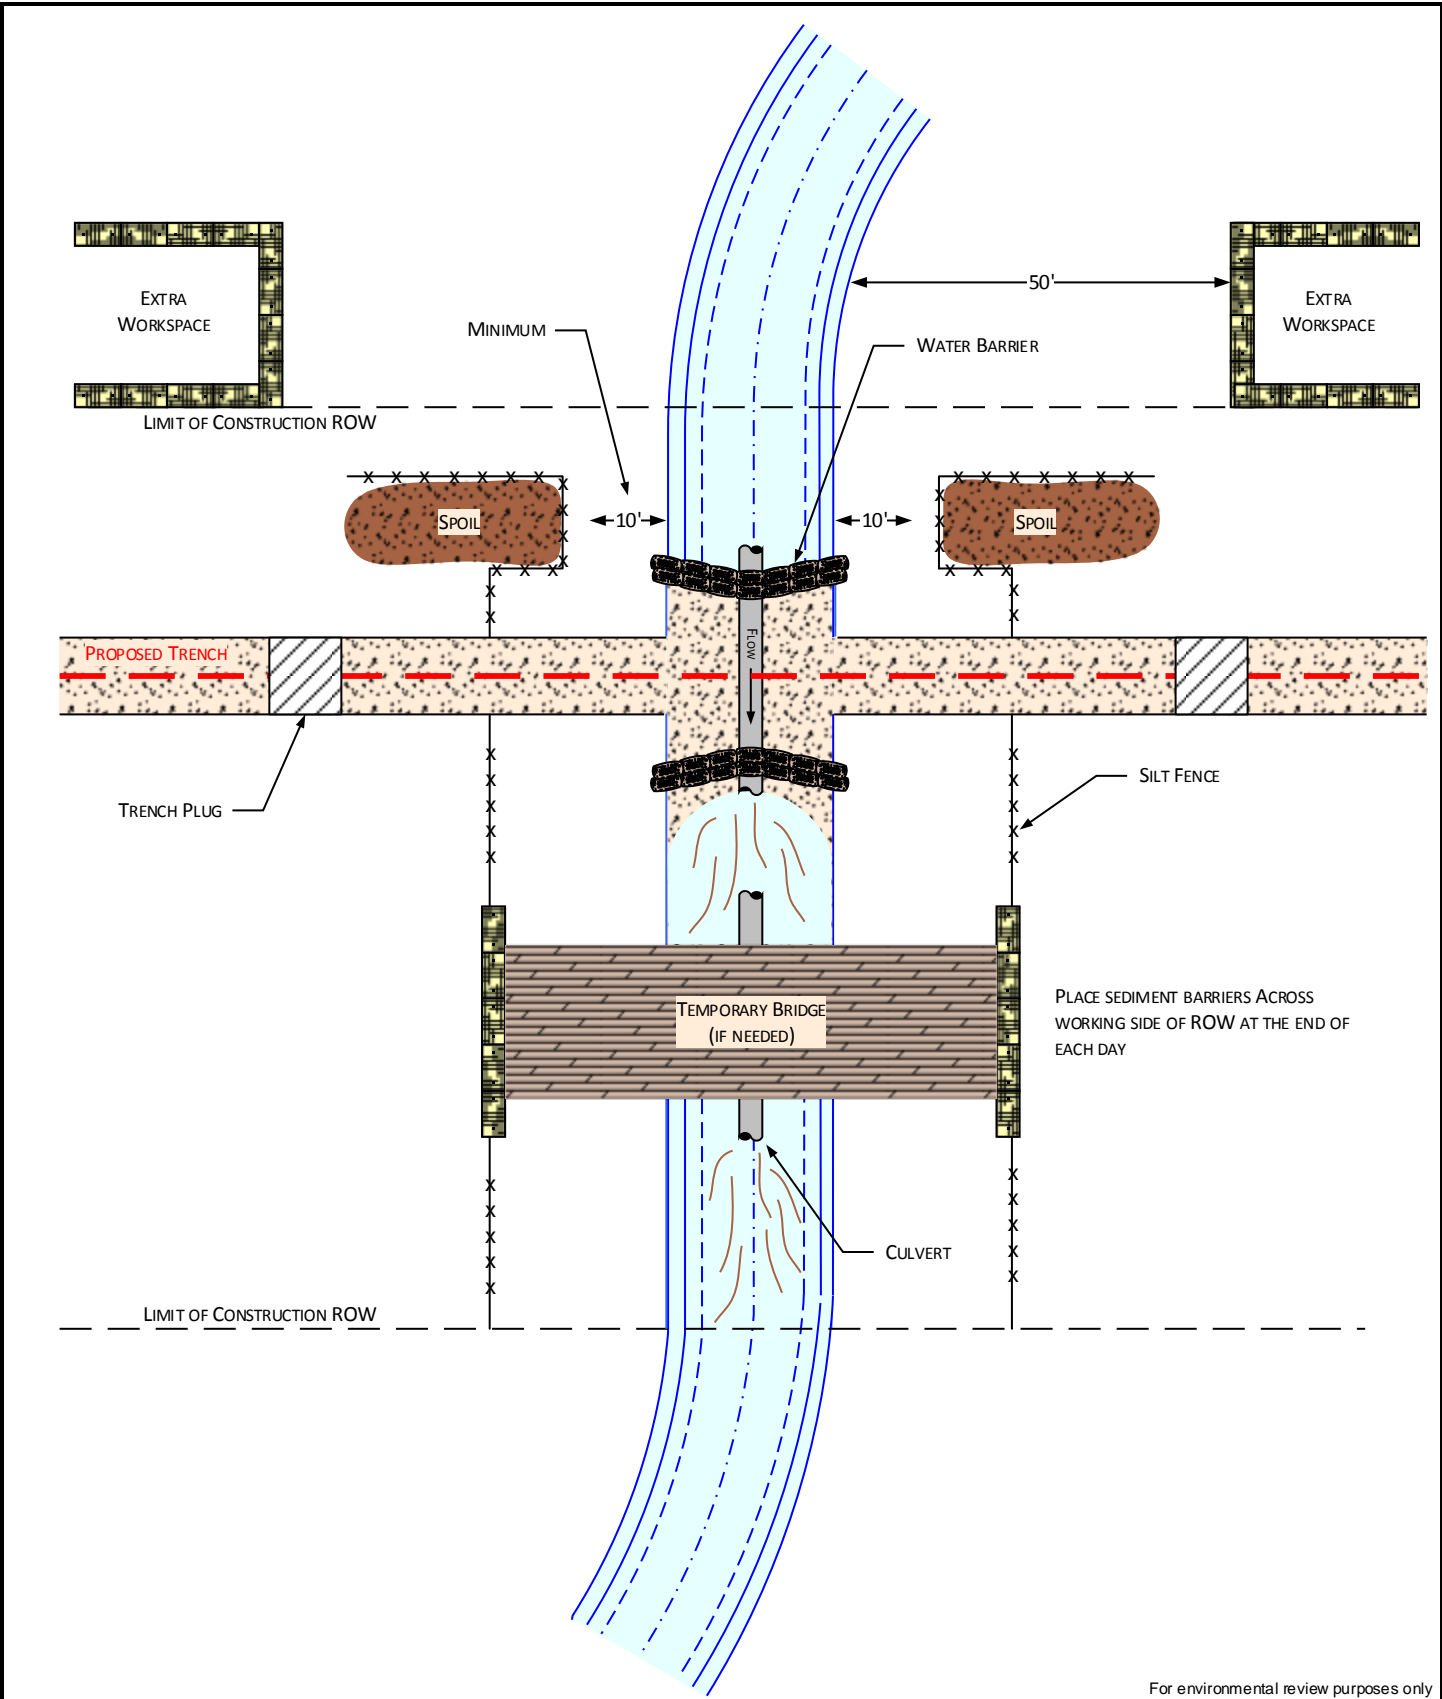 EXTRA
WORKSPACE
MINIMUM
50'
EXTRA
WORKSPACE
WATER BARRIER
LIMIT OF CONSTRUCTION ROW
SPOIL
10'
10'
SPOIL
FLOW
PROPOSED TRENCH
TRENCH PLUG
SILT FENCE
TEMPORARY BRIDGE
(IF NEEDED)
PLACE SEDIMENT BARRIERS ACROSS
WORKING SIDE OF ROW AT THE END OF
EACH DAY
CULVERT
LIMIT OF CONSTRUCTION ROW
For environmental review purposes only